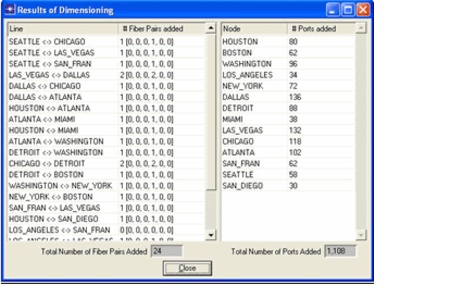 Results of Dimensioning
Line # Fiber Pairs added
SEATTLE <-> CHICAGO 1 [0, 0, 0, 1, 0, 0]
SEATTLE <-> LAS_VEGAS 1 [0, 0, 0, 1, 0, 0]
SEATTLE <-> SAN_FRAN 1 [0, 0, 0, 1, 0, 0]
LAS_VEGAS <-> DALLAS 2 [0, 0, 0, 2, 0, 0]
DALLAS <-> CHICAGO 1 [0, 0, 0, 1, 0, 0]
DALLAS <-> ATLANTA 1 [0, 0, 0, 1, 0, 0]
HOUSTON <-> ATLANTA 1 [0, 0, 0, 1, 0, 0]
ATLANTA <-> MIAMI 1 [0, 0, 0, 1, 0, 0]
HOUSTON <-> MIAMI 1 [0, 0, 0, 1, 0, 0]
ATLANTA <-> WASHINGTON 1 [0, 0, 0, 1, 0, 0]
DETROIT <-> WASHINGTON 1 [0, 0, 0, 1, 0, 0]
CHICAGO <-> DETROIT 2 [0, 0, 0, 2, 0, 0]
DETROIT <-> BOSTON 1 [0, 0, 0, 1, 0, 0]
WASHINGTON <-> NEW_YORK 1 [0, 0, 0, 1, 0, 0]
NEW_YORK <-> BOSTON 1 [0, 0, 0, 1, 0, 0]
SAN_FRAN <-> LAS_VEGAS 1 [0, 0, 0, 1, 0, 0]
HOUSTON <-> SAN_DIEGO 1 [0, 0, 0, 1, 0, 0]
LOS_ANGELES <-> SAN_FRAN 0 [0, 0, 0, 0, 0, 0]
Node # Ports added
HOUSTON 80
BOSTON 62
WASHINGTON 96
LOS_ANGELES 34
NEW_YORK 72
DALLAS 136
DETROIT 88
MIAMI 38
LAS_VEGAS 132
CHICAGO 118
ATLANTA 102
SAN_FRAN 62
SEATTLE 58
SAN_DIEGO 30
Total Number of Fiber Pairs Added 24
Total Number of Ports Added 1,108
Close